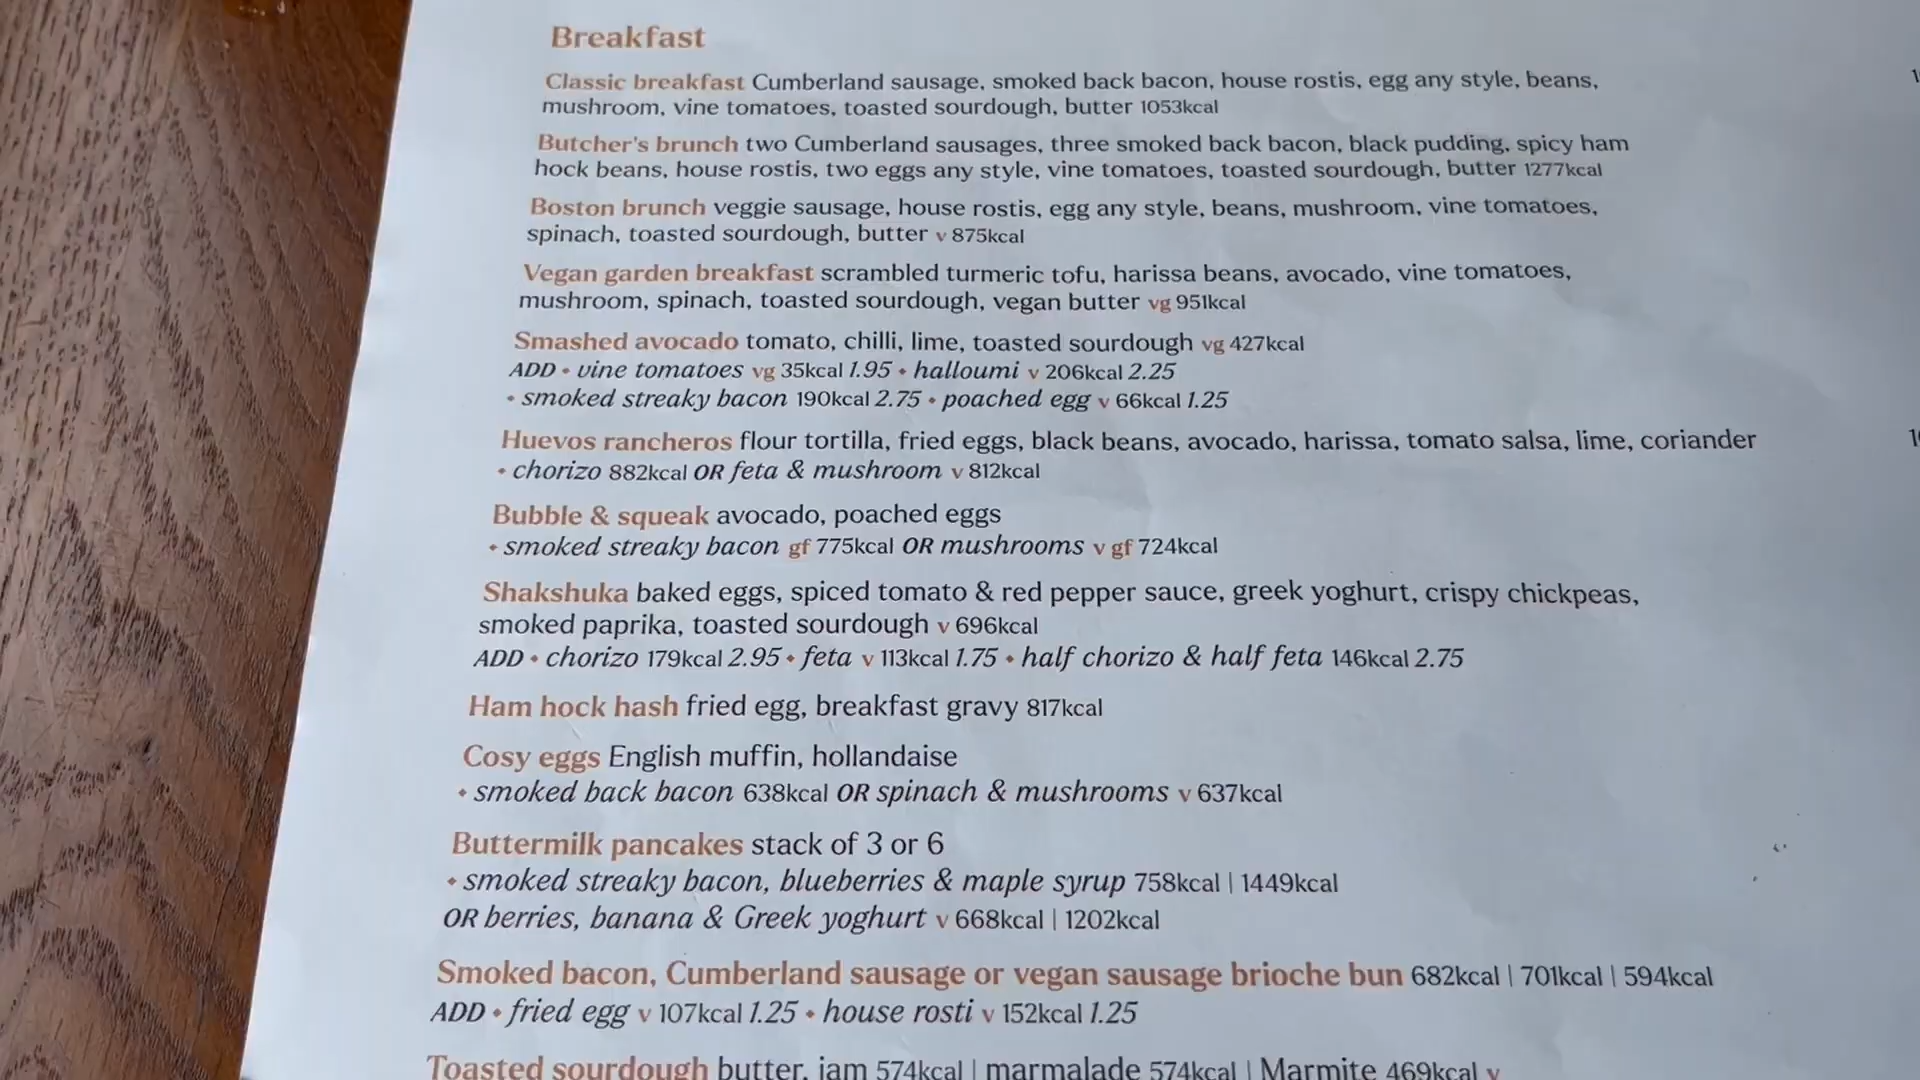 Breakfast
Classic breakfast Cumberland sausage, smoked back bacon, house rostis, egg any style, beans,
mushroom, vine tomatoes, toasted sourdough, butter 1053kcal
Butcher's brunch two Cumberland sausages, three smoked back bacon, black pudding, spicy ham
hock beans, house rostis, two eggs any style, vine tomatoes, toasted sourdough, butter 1277kcal
Boston brunch veggie sausage, house rostis, egg any style, beans, mushroom, vine tomatoes,
spinach, toasted sourdough, butter v 875kcal
Vegan garden breakfast scrambled turmeric tofu, harissa beans, avocado, vine tomatoes,
mushroom, spinach, toasted sourdough, vegan butter vg 951kcal
Smashed avocado tomato, chilli, lime, toasted sourdough vg 427kcal
ADD • vine tomatoes vg 35kcal 1.95 • halloumi v 206kcal 2.25
• smoked streaky bacon 190kcal 2.75 • poached egg v 66kcal 1.25
Huevos rancheros flour tortilla, fried eggs, black beans, avocado, harissa, tomato salsa, lime, coriander
• chorizo 882kcal OR feta & mushroom v 812kcal
Bubble & squeak avocado, poached eggs
• smoked streaky bacon gf 775kcal OR mushrooms v gf 724kcal
Shakshuka baked eggs, spiced tomato & red pepper sauce, greek yoghurt, crispy chickpeas,
smoked paprika, toasted sourdough v 696kcal
ADD • chorizo 179kcal 2.95 • feta v 113kcal 1.75 • half chorizo & half feta 146kcal 2.75
Ham hock hash fried egg, breakfast gravy 817kcal
Cosy eggs English muffin, hollandaise
• smoked back bacon 638kcal OR spinach & mushrooms v 637kcal
Buttermilk pancakes stack of 3 or 6
• smoked streaky bacon, blueberries & maple syrup 758kcal | 1449kcal
OR berries, banana & Greek yoghurt v 668kcal | 1202kcal
Smoked bacon, Cumberland sausage or vegan sausage brioche bun 682kcal | 701kcal | 594kcal
ADD • fried egg v 107kcal 1.25 • house rosti v 152kcal 1.25
Toasted sourdough butter, jam 574kcal | marmalade 574kcal | Marmite 469kcal v